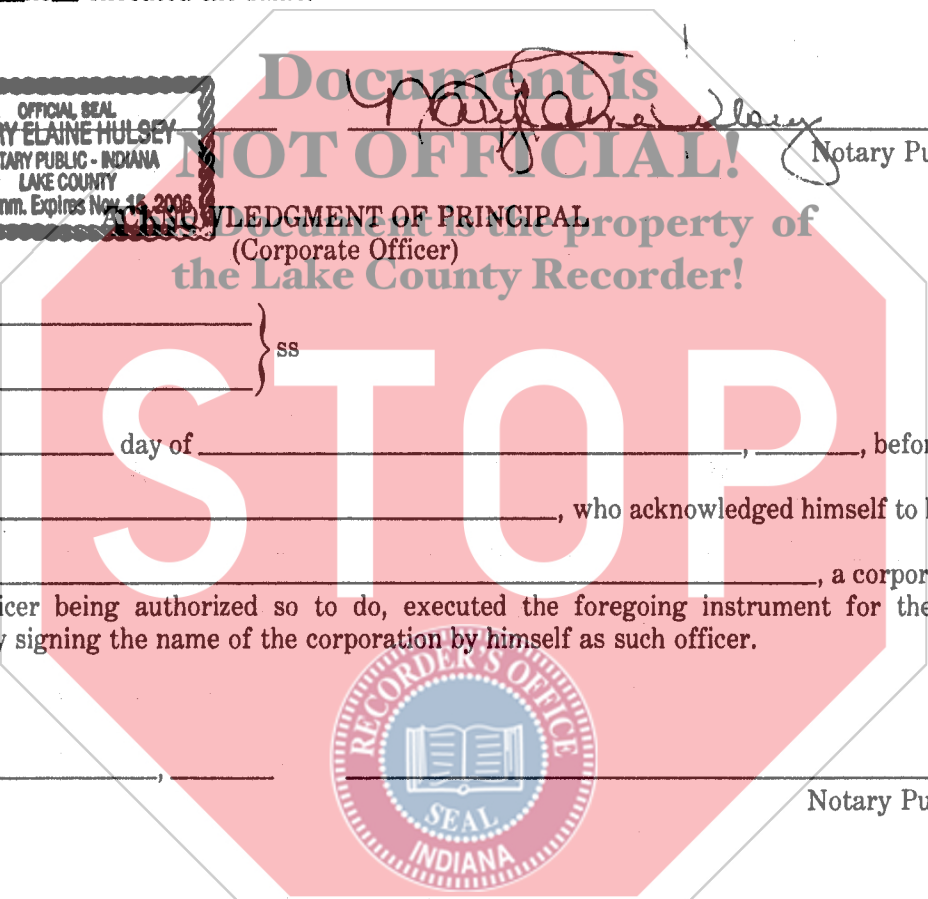 Document is
NOT OFFICIAL!
This Document is the property of
the Lake County Recorder!
STOP
OFFICIAL SEAL
RY ELAINE HULSEY
TARY PUBLIC - INDIANA
LAKE COUNTY
mm. Expires Nov. 15, 2006
Notary Pu
ACKNOWLEDGMENT OF PRINCIPAL
(Corporate Officer)
ss
day of , , befor
, who acknowledged himself to
, a corpor
icer being authorized so to do, executed the foregoing instrument for the
y signing the name of the corporation by himself as such officer.
,
Notary Pu
RECORDER'S OFFICE
SEAL
INDIANA